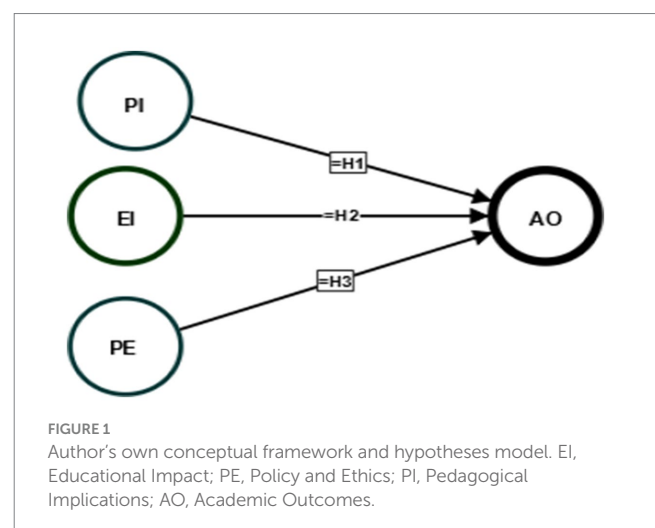 PI
=H1
EI
=H2
AO
=H3
PE
FIGURE 1
Author's own conceptual framework and hypotheses model. EI,
Educational Impact; PE, Policy and Ethics; PI, Pedagogical
Implications; AO, Academic Outcomes.